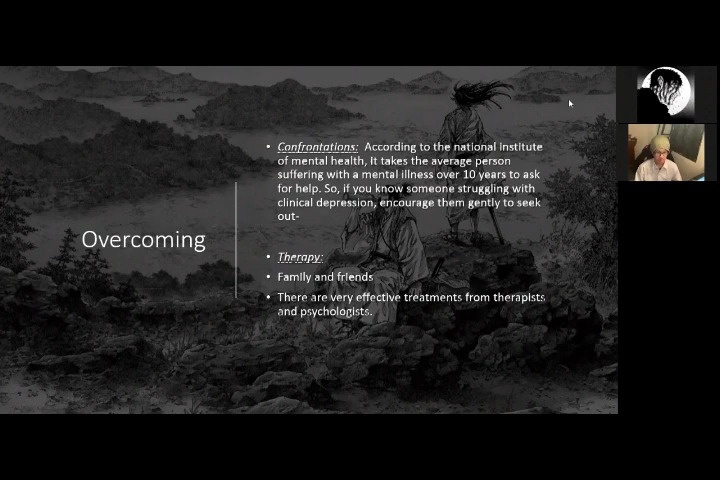 Overcoming
• Confrontations: According to the national institute
of mental health, it takes the average person
suffering with a mental illness over 10 years to ask
for help. So, if you know someone struggling with
clinical depression, encourage them gently to seek
out-
• Therapy:
• Family and friends
• There are very effective treatments from therapists
and psychologists.